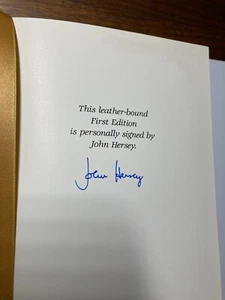 This leather-bound
First Edition
is personally signed by
John Hersey.
John Hersey